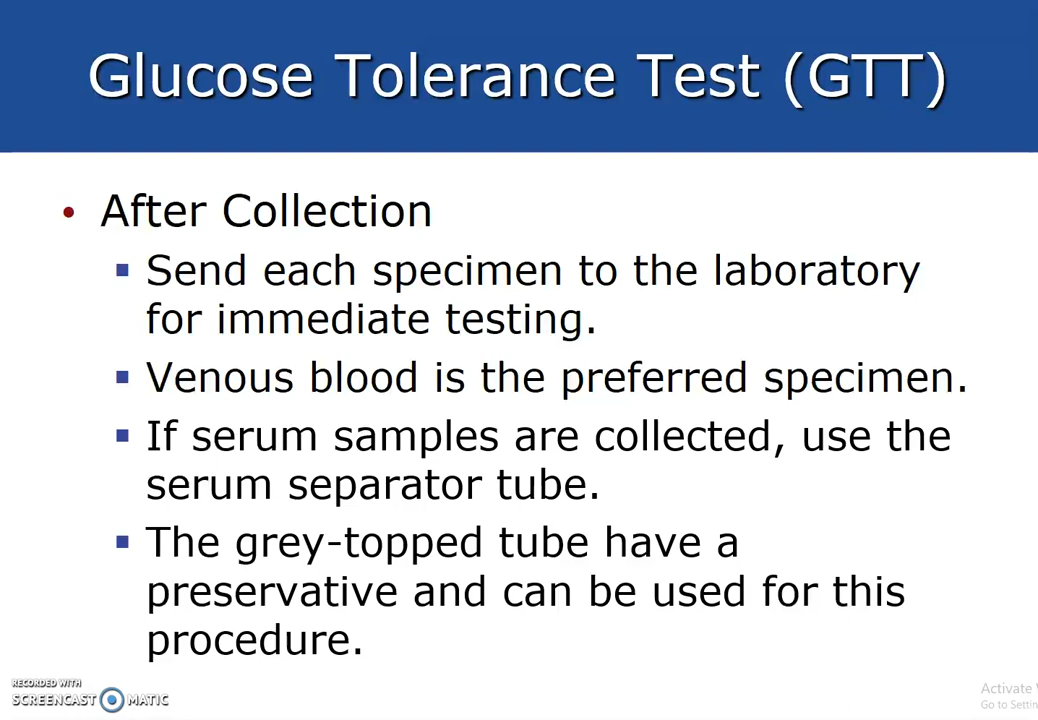 Glucose Tolerance Test (GTT)
• After Collection
▪ Send each specimen to the laboratory
for immediate testing.
▪ Venous blood is the preferred specimen.
▪ If serum samples are collected, use the
serum separator tube.
▪ The grey-topped tube have a
preservative and can be used for this
procedure.
RECORDED WITH
SCREENCAST MATIC
Activate
Go to